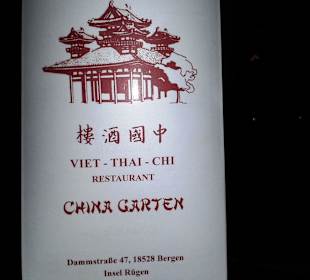 樓酒國中
VIET - THAI - CHI
RESTAURANT
CHINA GARTEN
Dammstraße 47, 18528 Bergen
Insel Rügen